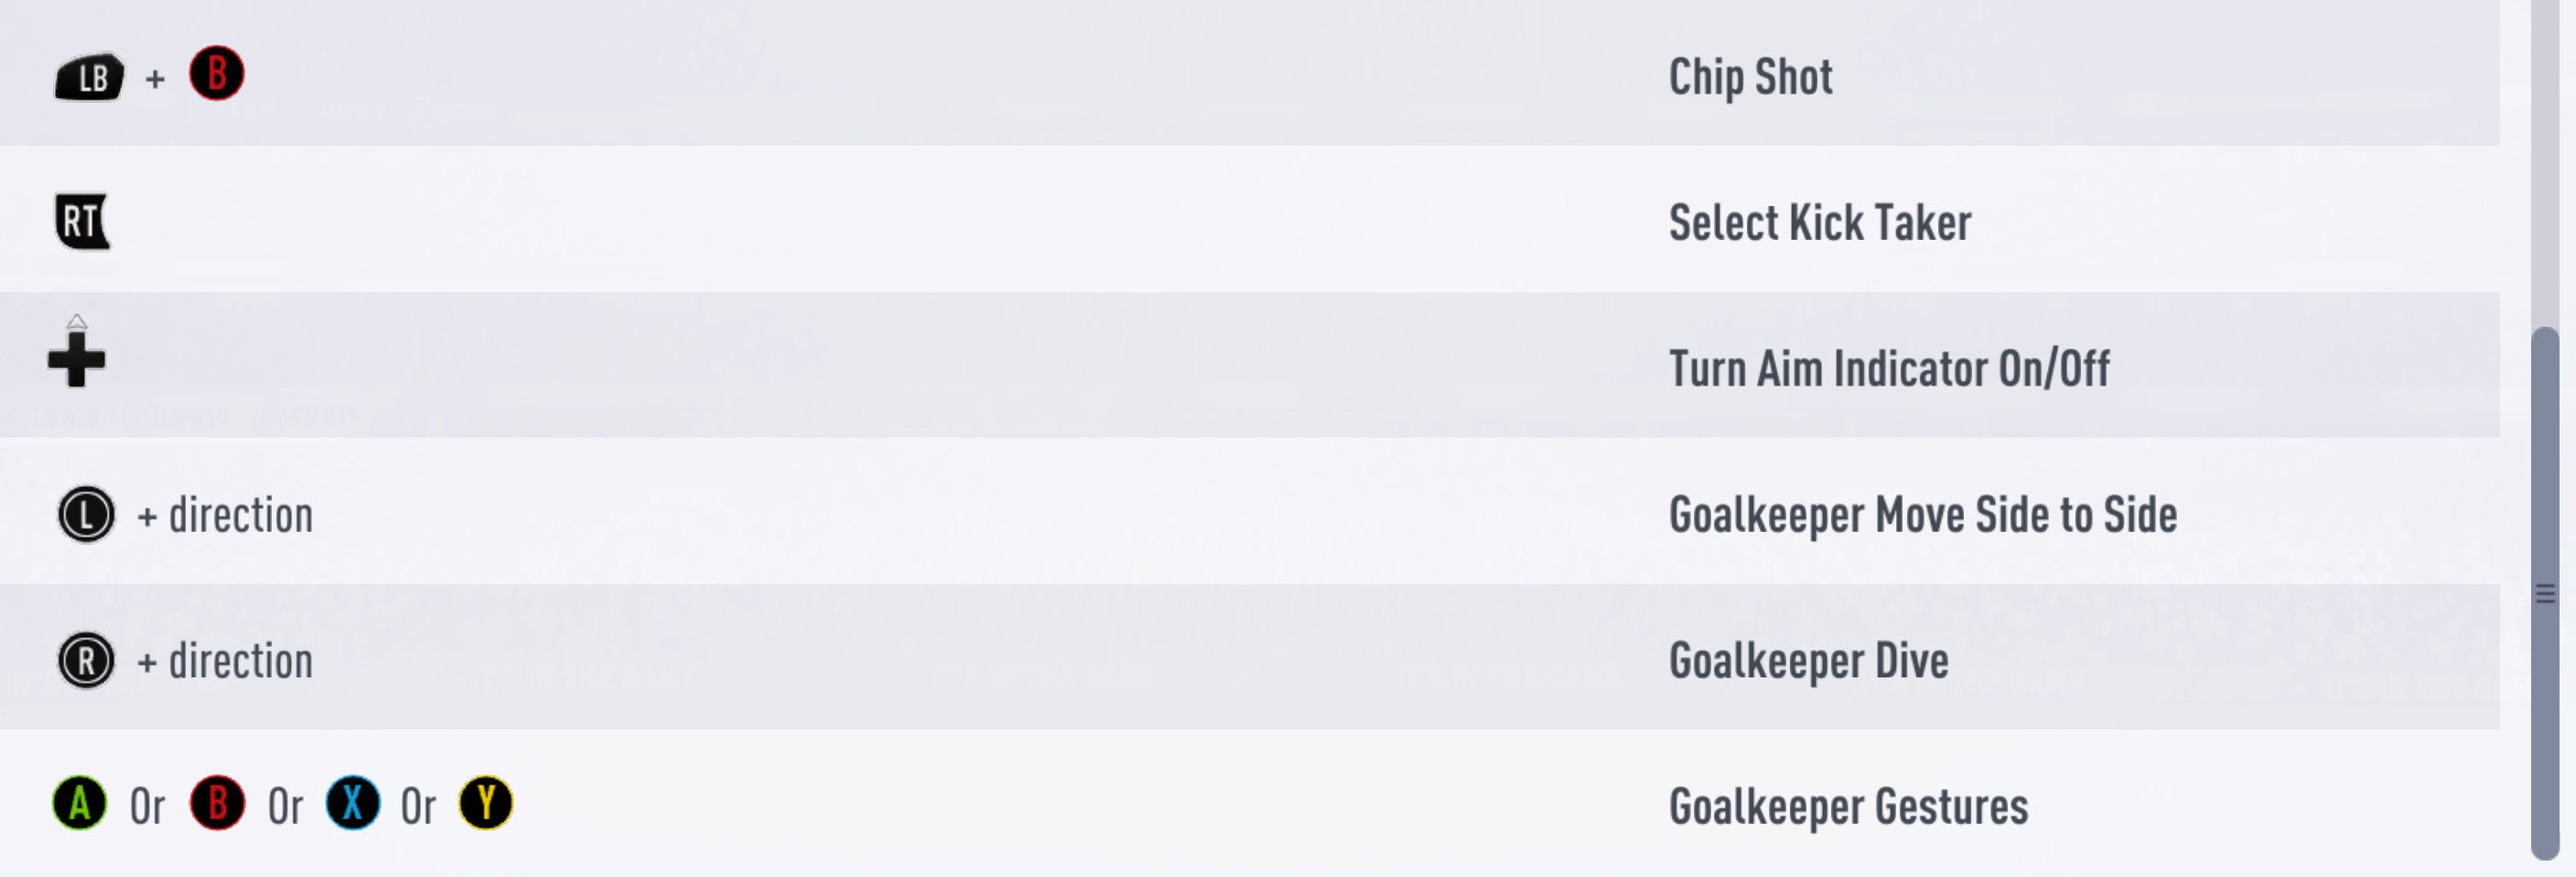 LB + B Chip Shot
RT Select Kick Taker
Turn Aim Indicator On/Off
L + direction Goalkeeper Move Side to Side
R + direction Goalkeeper Dive
A Or B Or X Or Y Goalkeeper Gestures